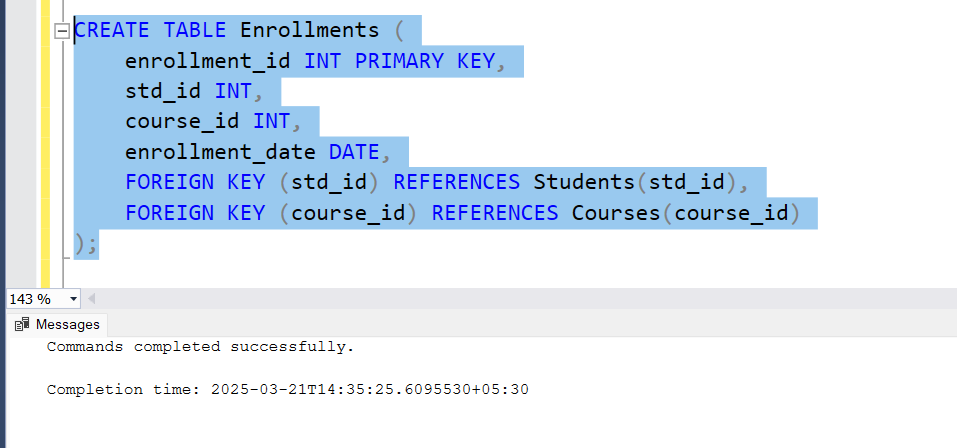 CREATE TABLE Enrollments (
    enrollment_id INT PRIMARY KEY,
    std_id INT,
    course_id INT,
    enrollment_date DATE,
    FOREIGN KEY (std_id) REFERENCES Students(std_id),
    FOREIGN KEY (course_id) REFERENCES Courses(course_id)
);
143 %
Messages
Commands completed successfully.
Completion time: 2025-03-21T14:35:25.6095530+05:30